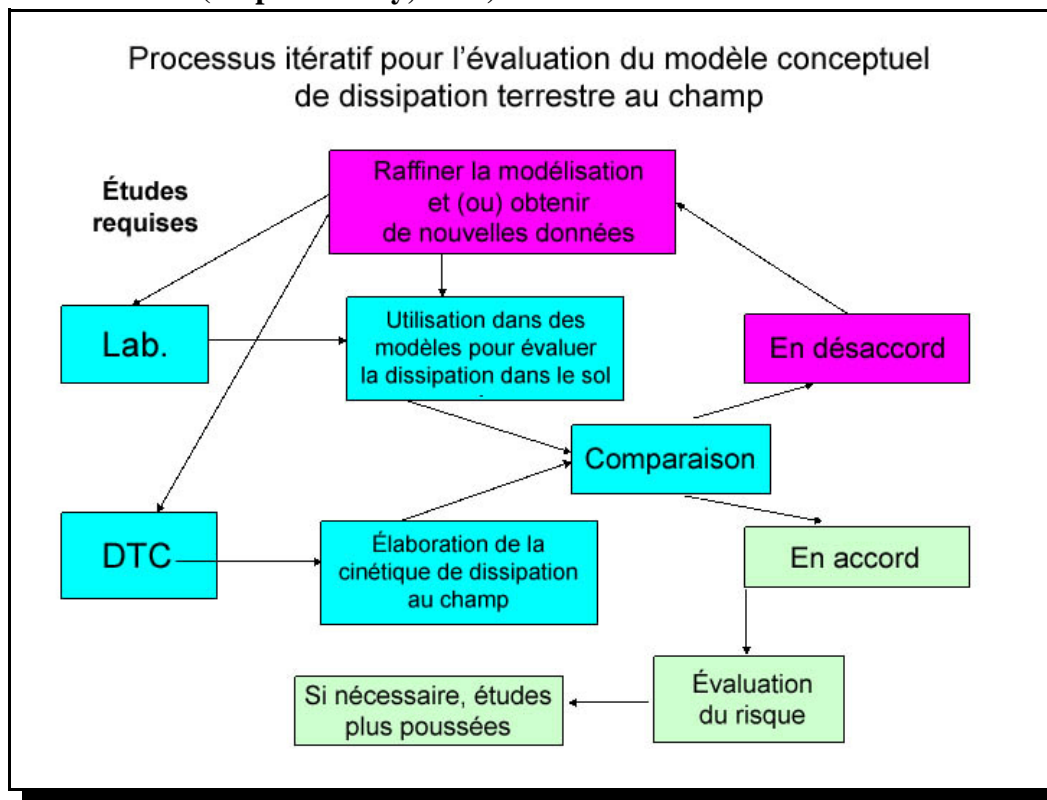 Processus itératif pour l'évaluation du modèle conceptuel
de dissipation terrestre au champ
Études
requises
Raffiner la modélisation
et (ou) obtenir
de nouvelles données
Lab.
Utilisation dans des
modèles pour évaluer
la dissipation dans le sol
En désaccord
Comparaison
DTC
Élaboration de la
cinétique de dissipation
au champ
En accord
Si nécessaire, études
plus poussées
Évaluation
du risque